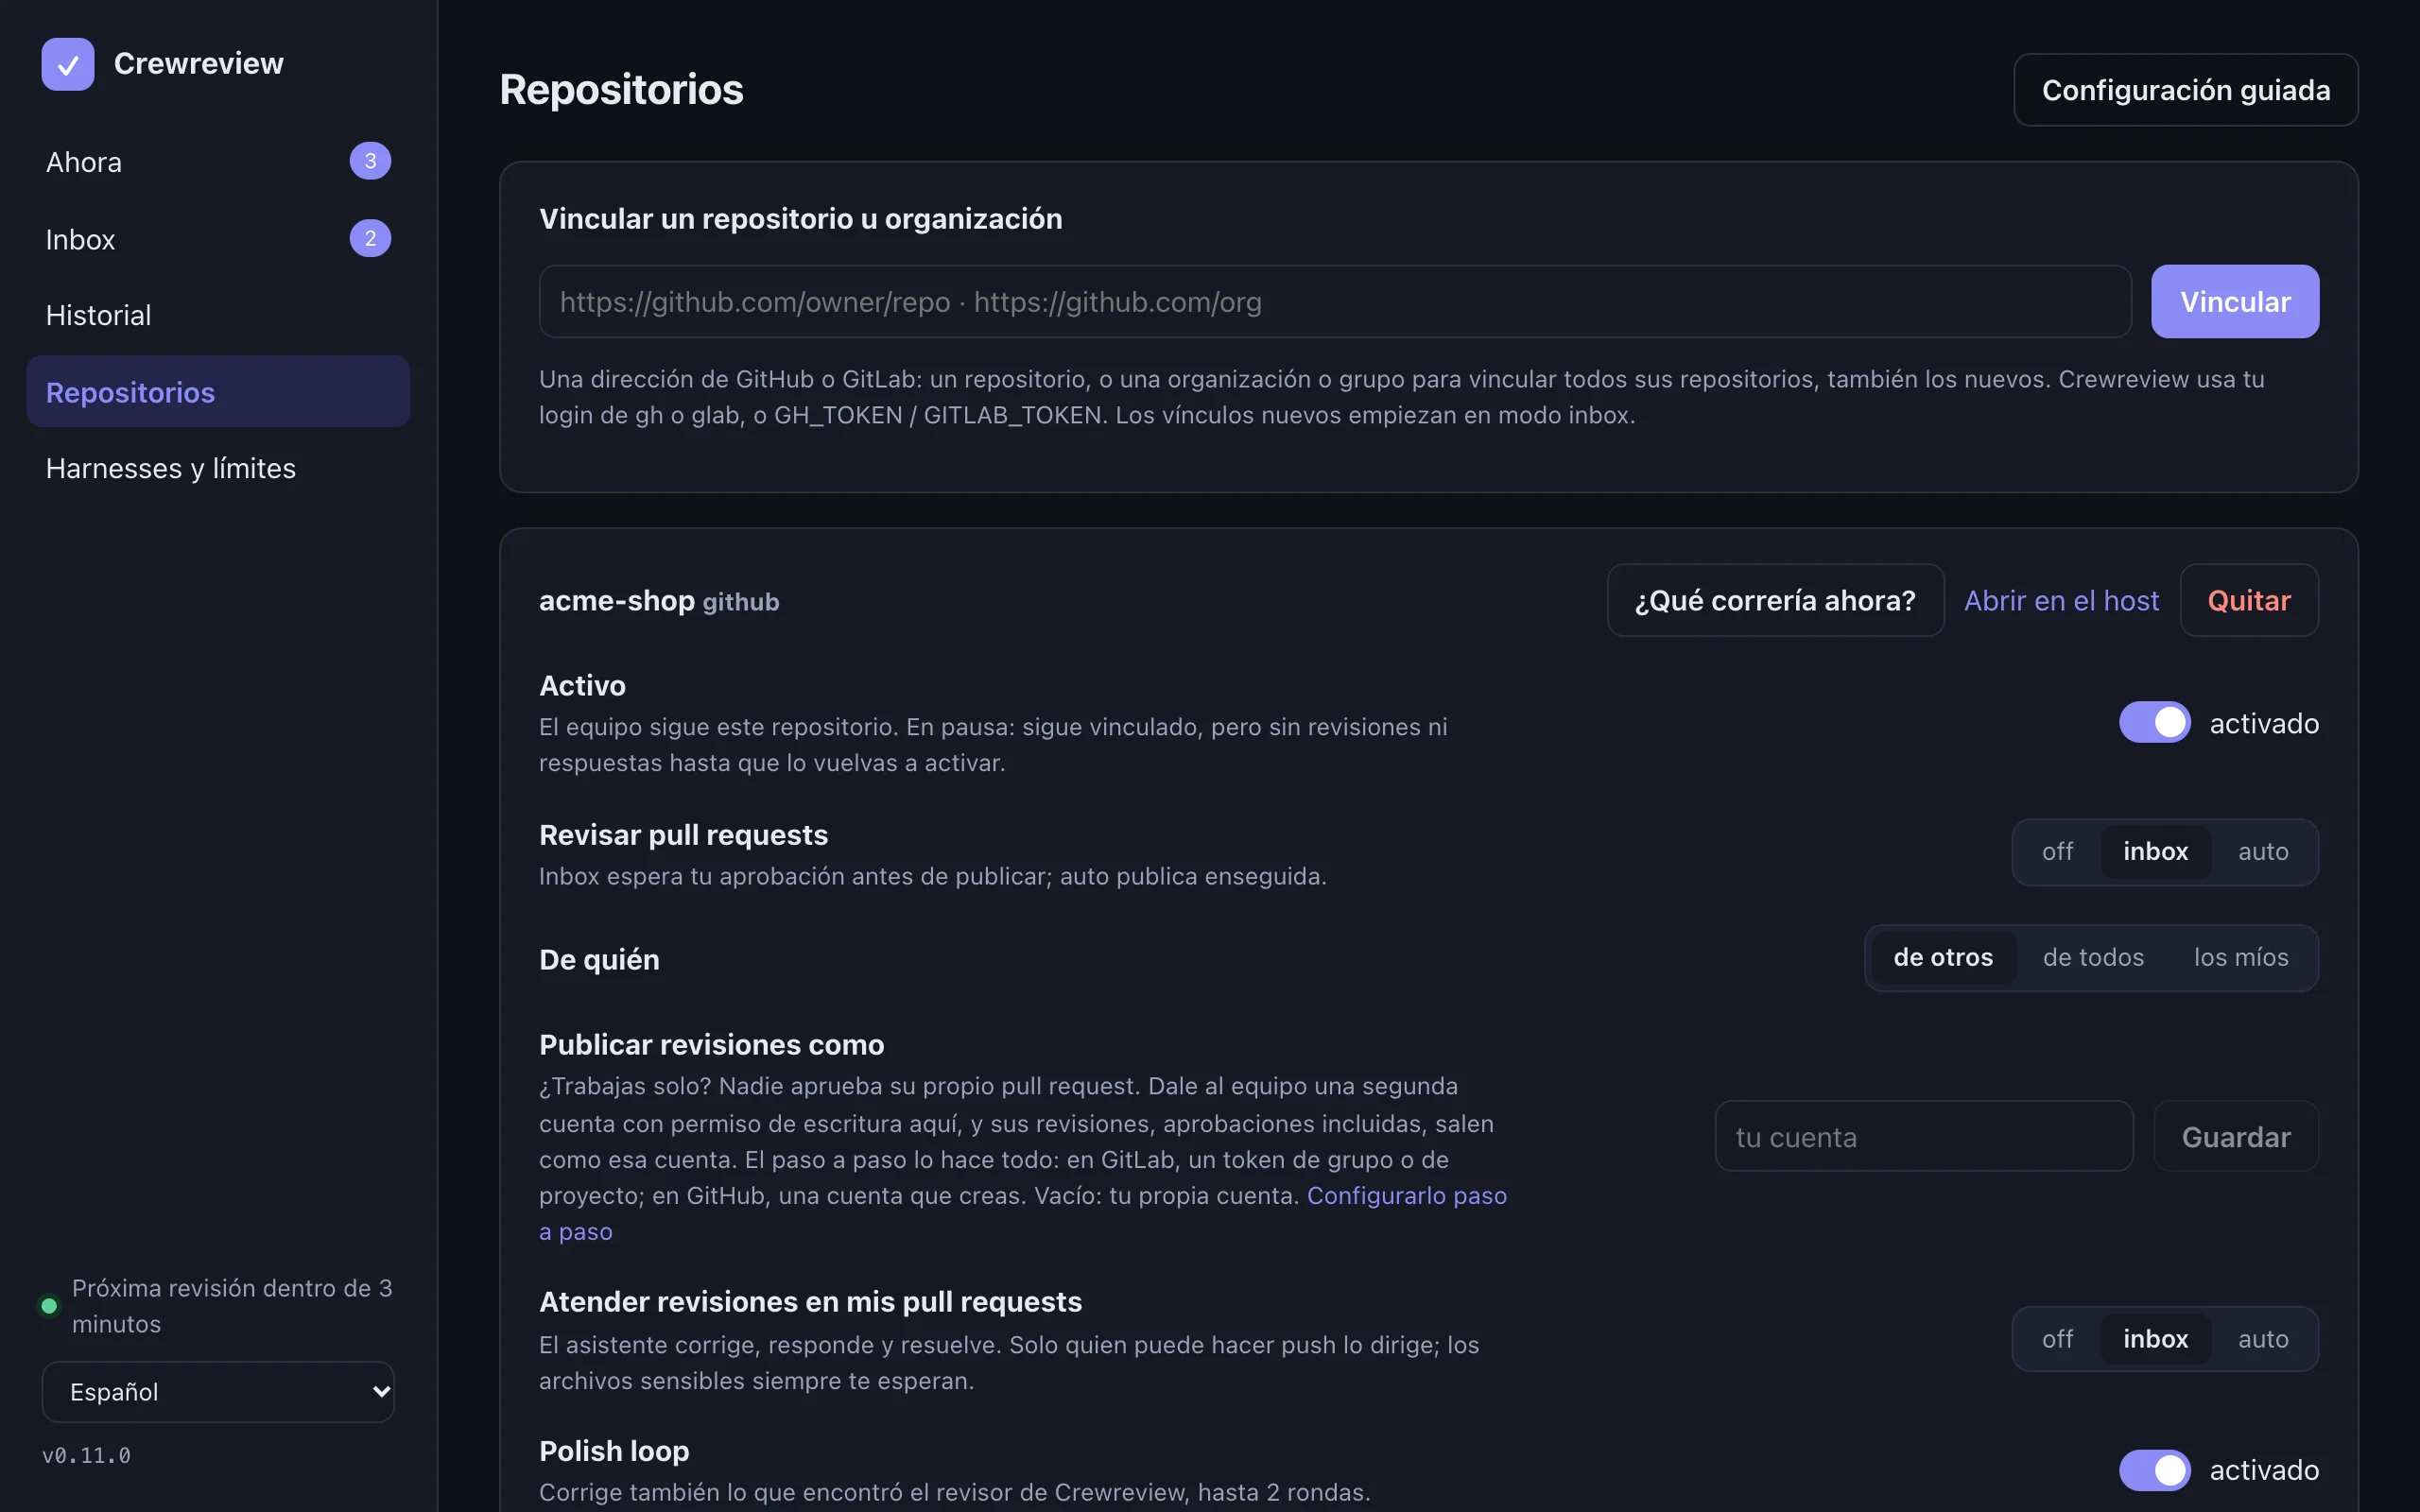 Crewreview
Ahora 3
Inbox 2
Historial
Repositorios
Harnesses y límites
Próxima revisión dentro de 3
minutos
Español
v0.11.0
Repositorios
Configuración guiada
Vincular un repositorio u organización
https://github.com/owner/repo · https://github.com/org
Vincular
Una dirección de GitHub o GitLab: un repositorio, o una organización o grupo para vincular todos sus repositorios, también los nuevos. Crewreview usa tu
login de gh o glab, o GH_TOKEN / GITLAB_TOKEN. Los vínculos nuevos empiezan en modo inbox.
acme-shop github
¿Qué correría ahora? Abrir en el host Quitar
Activo
El equipo sigue este repositorio. En pausa: sigue vinculado, pero sin revisiones ni
respuestas hasta que lo vuelvas a activar.
activado
Revisar pull requests
Inbox espera tu aprobación antes de publicar; auto publica enseguida.
off inbox auto
De quién
de otros de todos los míos
Publicar revisiones como
¿Trabajas solo? Nadie aprueba su propio pull request. Dale al equipo una segunda
cuenta con permiso de escritura aquí, y sus revisiones, aprobaciones incluidas, salen
como esa cuenta. El paso a paso lo hace todo: en GitLab, un token de grupo o de
proyecto; en GitHub, una cuenta que creas. Vacío: tu propia cuenta. Configurarlo paso
a paso
tu cuenta
Guardar
Atender revisiones en mis pull requests
El asistente corrige, responde y resuelve. Solo quien puede hacer push lo dirige; los
archivos sensibles siempre te esperan.
off inbox auto
Polish loop
Corrige también lo que encontró el revisor de Crewreview, hasta 2 rondas.
activado